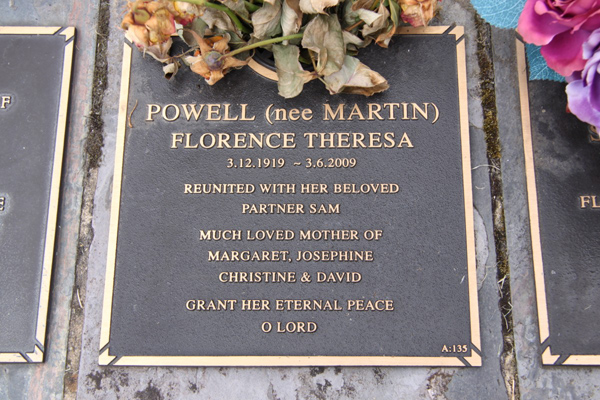 POWELL (nee MARTIN)
FLORENCE THERESA
3.12.1919 ~ 3.6.2009
REUNITED WITH HER BELOVED
PARTNER SAM
MUCH LOVED MOTHER OF
MARGARET, JOSEPHINE
CHRISTINE & DAVID
GRANT HER ETERNAL PEACE
O LORD
A:135
F
E
FL